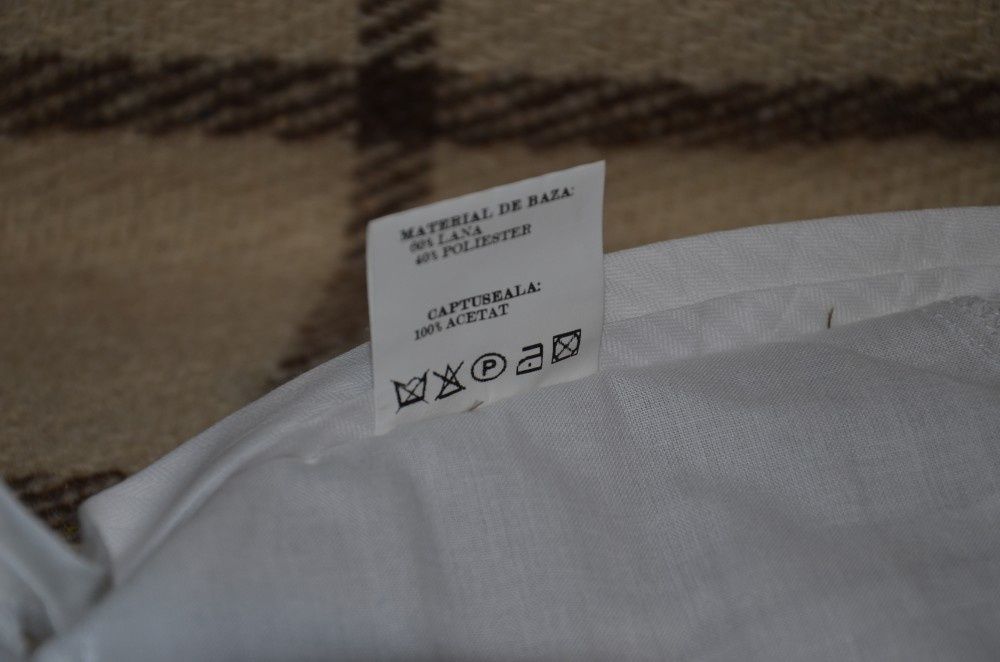 MATERIAL DE BAZA:
60% LANA
40% POLIESTER
CAPTUSEALA:
100% ACETAT
P